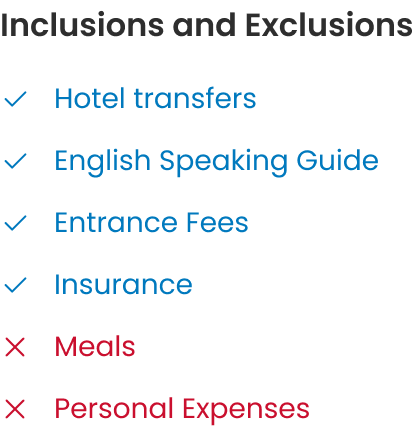 Inclusions and Exclusions
Hotel transfers
English Speaking Guide
Entrance Fees
Insurance
Meals
Personal Expenses